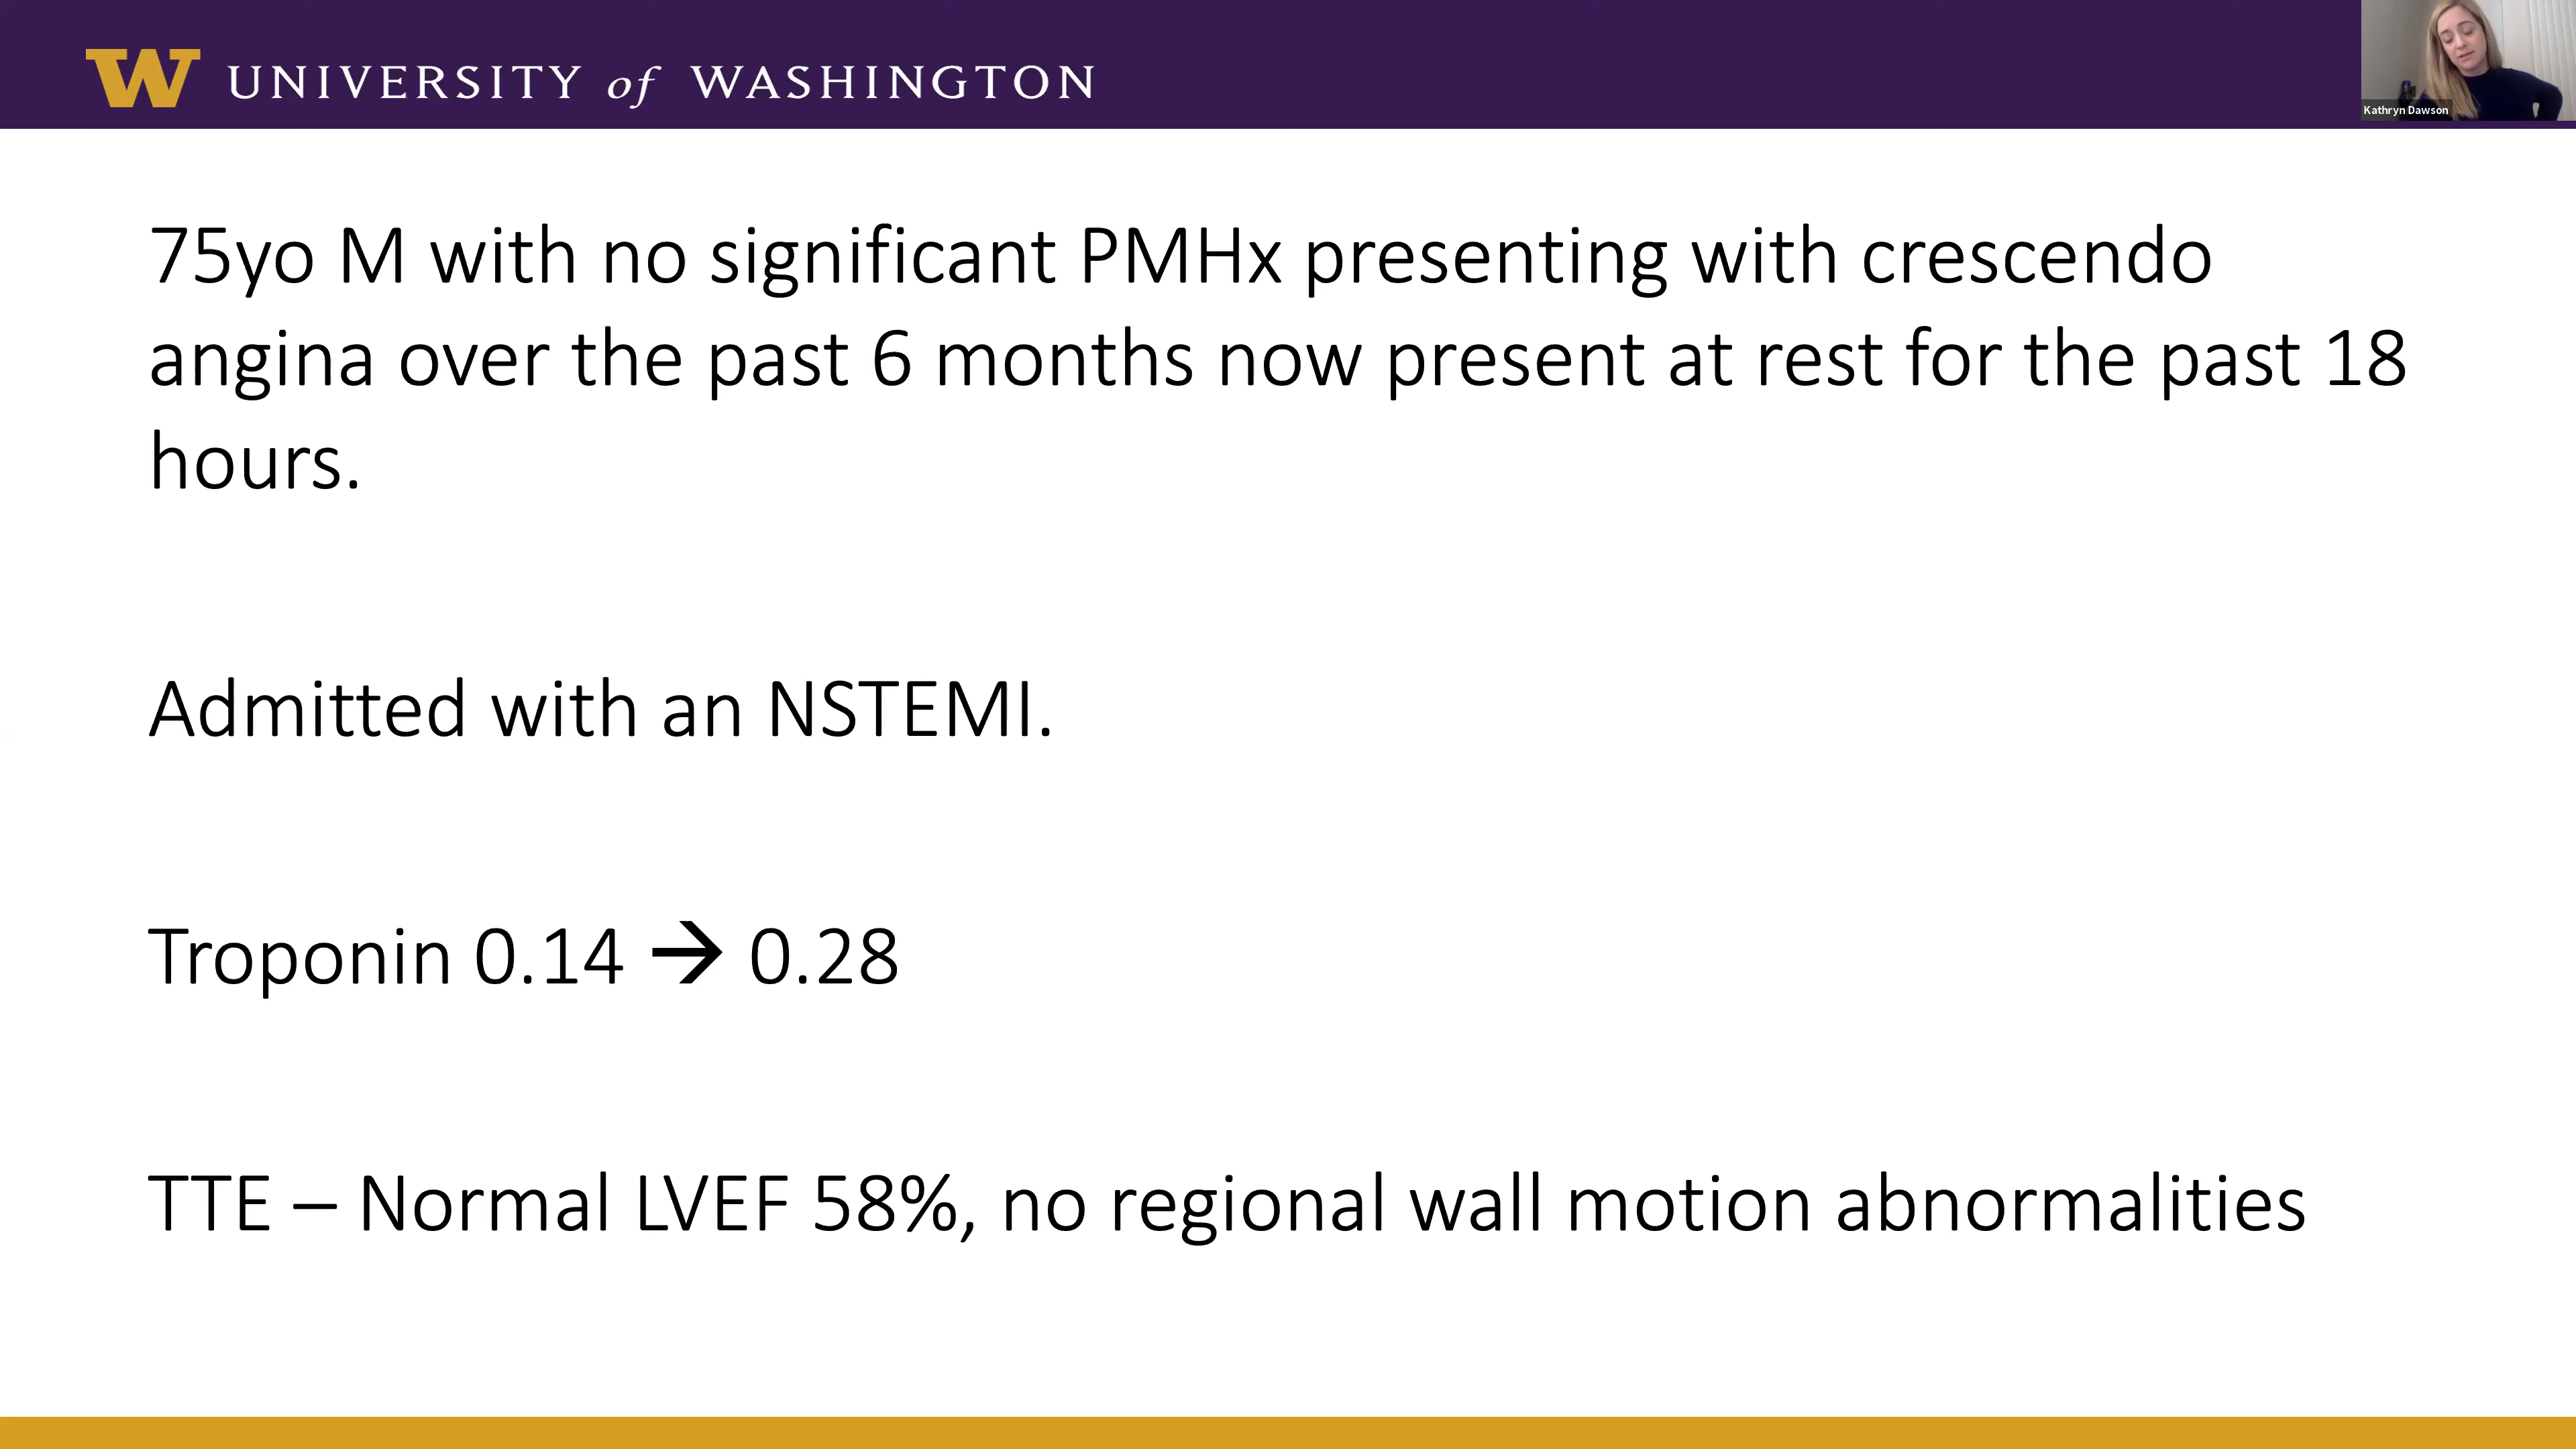 W UNIVERSITY of WASHINGTON
Kathryn Dawson
75yo M with no significant PMHx presenting with crescendo
angina over the past 6 months now present at rest for the past 18
hours.
Admitted with an NSTEMI.
Troponin 0.14 → 0.28
TTE – Normal LVEF 58%, no regional wall motion abnormalities